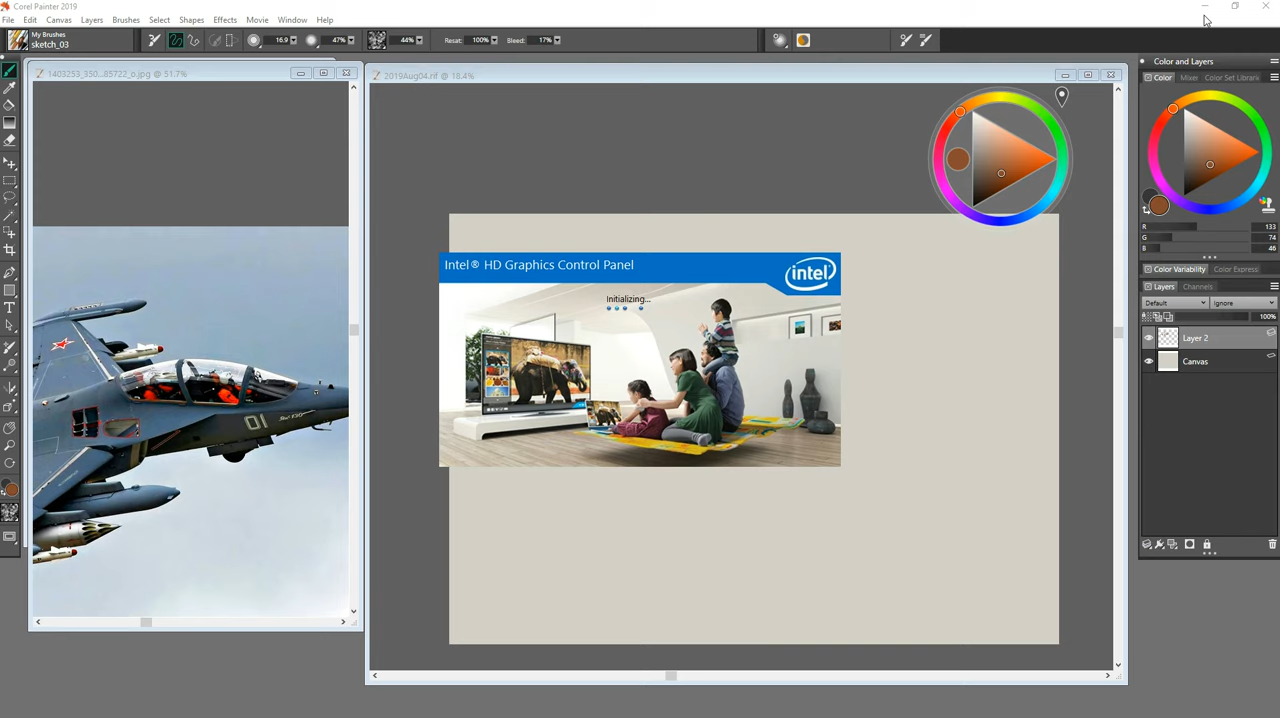 Corel Painter 2019
File Edit Canvas Layers Brushes Select Shapes Effects Movie Window Help
My Brushes
sketch_03
16.9
47%
44%
Reset: 100%
Bleed: 17%
1403253_350...85722_o.jpg @ 51.7%
2019Aug04.rif @ 18.4%
Color and Layers
Color Mixer Color Set Librari
R 133
G 74
B 46
Color Variability Color Express
Layers Channels
Default Ignore
100%
Layer 2
Canvas
Intel® HD Graphics Control Panel
intel
Initializing...
01